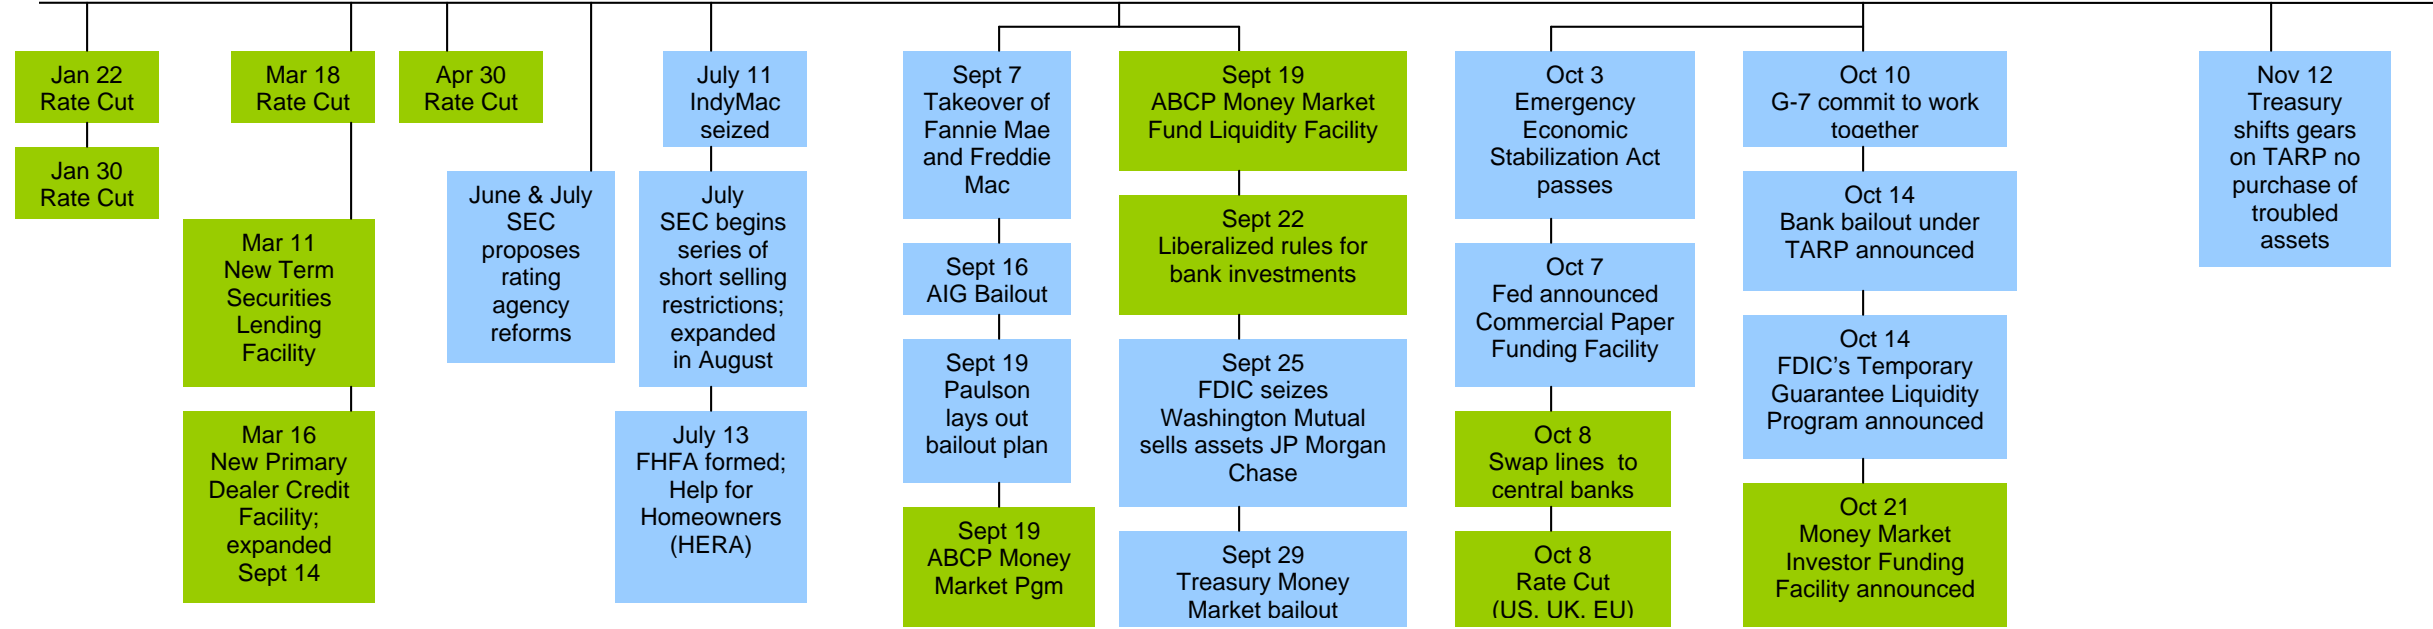 Jan 22
Rate Cut
Jan 30
Rate Cut
Mar 18
Rate Cut
Mar 11
New Term
Securities
Lending
Facility
Mar 16
New Primary
Dealer Credit
Facility;
expanded
Sept 14
Apr 30
Rate Cut
June & July
SEC
proposes
rating
agency
reforms
July 11
IndyMac
seized
July
SEC begins
series of
short selling
restrictions;
expanded
in August
July 13
FHFA formed;
Help for
Homeowners
(HERA)
Sept 7
Takeover of
Fannie Mae
and Freddie
Mac
Sept 16
AIG Bailout
Sept 19
Paulson
lays out
bailout plan
Sept 19
ABCP Money
Market Pgm
Sept 19
ABCP Money Market
Fund Liquidity Facility
Sept 22
Liberalized rules for
bank investments
Sept 25
FDIC seizes
Washington Mutual
sells assets JP Morgan
Chase
Sept 29
Treasury Money
Market bailout
Oct 3
Emergency
Economic
Stabilization Act
passes
Oct 7
Fed announced
Commercial Paper
Funding Facility
Oct 8
Swap lines to
central banks
Oct 8
Rate Cut
(US, UK, EU)
Oct 10
G-7 commit to work
together
Oct 14
Bank bailout under
TARP announced
Oct 14
FDIC's Temporary
Guarantee Liquidity
Program announced
Oct 21
Money Market
Investor Funding
Facility announced
Nov 12
Treasury
shifts gears
on TARP no
purchase of
troubled
assets